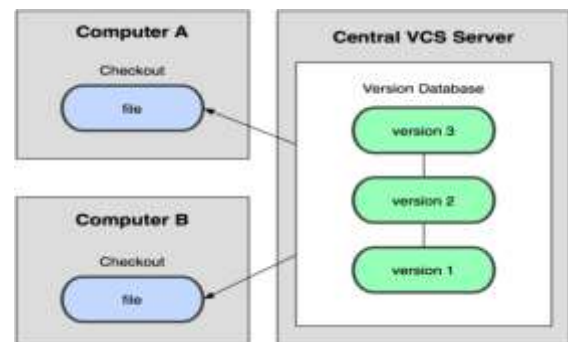 Computer A
Checkout
file
Computer B
Checkout
file
Central VCS Server
Version Database
version 3
version 2
version 1